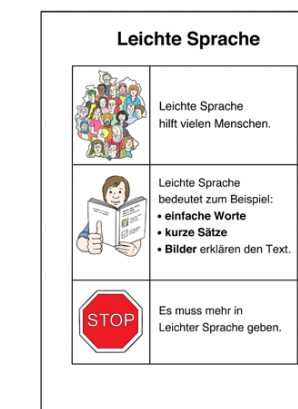 Leichte Sprache
Leichte Sprache
hilft vielen Menschen.
Leichte Sprache
bedeutet zum Beispiel:
• einfache Worte
• kurze Sätze
• Bilder erklären den Text.
STOP
Es muss mehr in
Leichter Sprache geben.